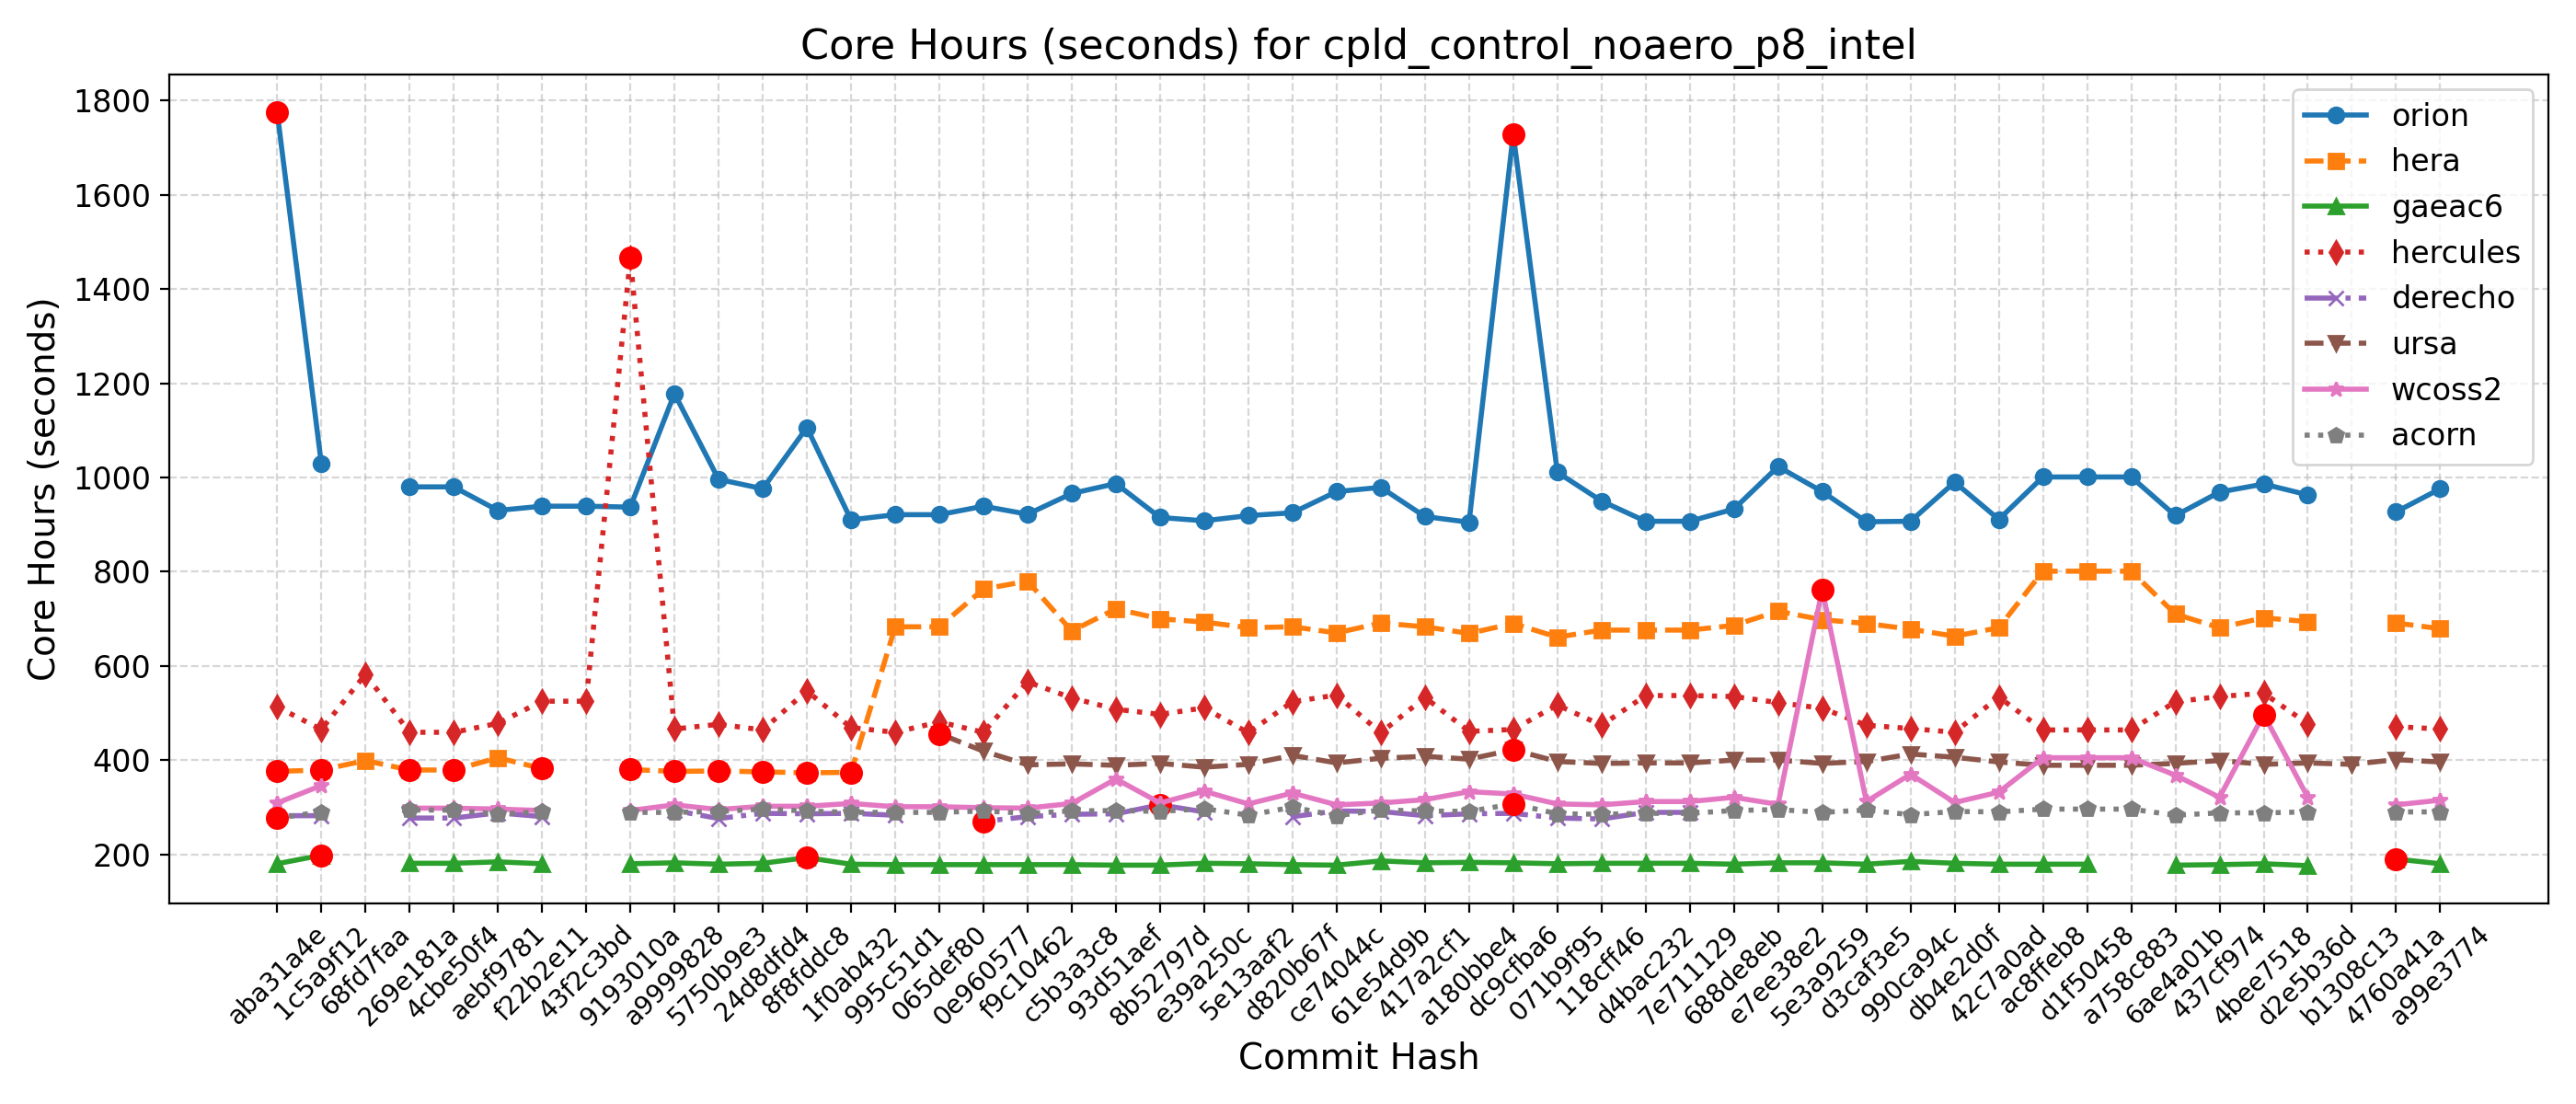 Core Hours (seconds) for cpld_control_noaero_p8_intel
Core Hours (seconds)
1800
1600
1400
1200
1000
800
600
400
200
orion
hera
gaeac6
hercules
derecho
ursa
wcoss2
acorn
aba31a4e
1c5a9f12
68fd7faa
269e181a
4cbe50f4
aebf9781
f22b2e11
43f2c3bd
9193010a
a9999828
5750b9e3
24d8dfd4
8f8fddc8
1f0ab432
995c51d1
065def80
0e960577
f9c10462
c5b3a3c8
93d51aef
8b52797d
e39a250c
5e13aaf2
d820b67f
ce74044c
61e54d9b
417a2cf1
a180bbe4
dc9cfba6
071b9f95
118cff46
d4bac232
7e711129
688de8eb
e7ee38e2
5e3a9259
d3caf3e5
990ca94c
db4e2d0f
42c7a0ad
ac8ffeb8
d1f50458
a758c883
6ae4a01b
437cf974
4bee7518
d2e5b36d
b1308c13
4760a41a
a99e3774
Commit Hash